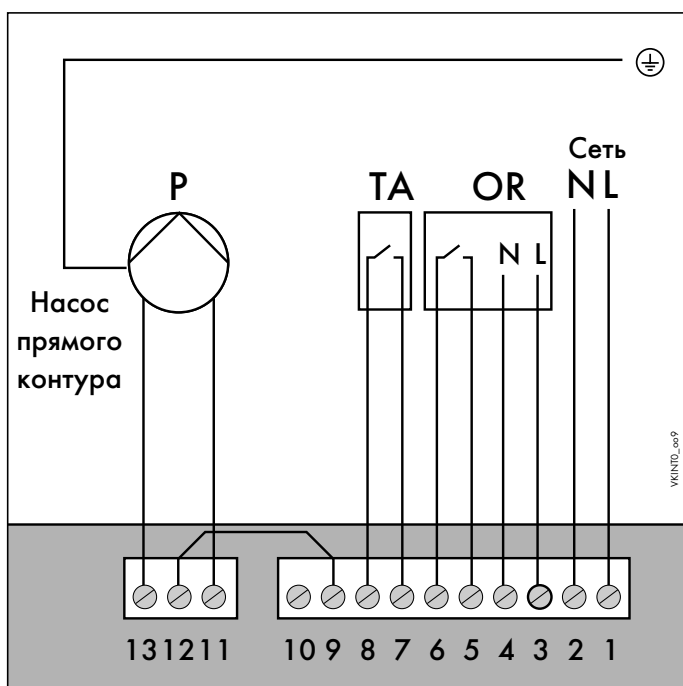 Сеть
P TA OR N L
N L
Насос
прямого
контура
VKINT0_009
13 12 11 10 9 8 7 6 5 4 3 2 1